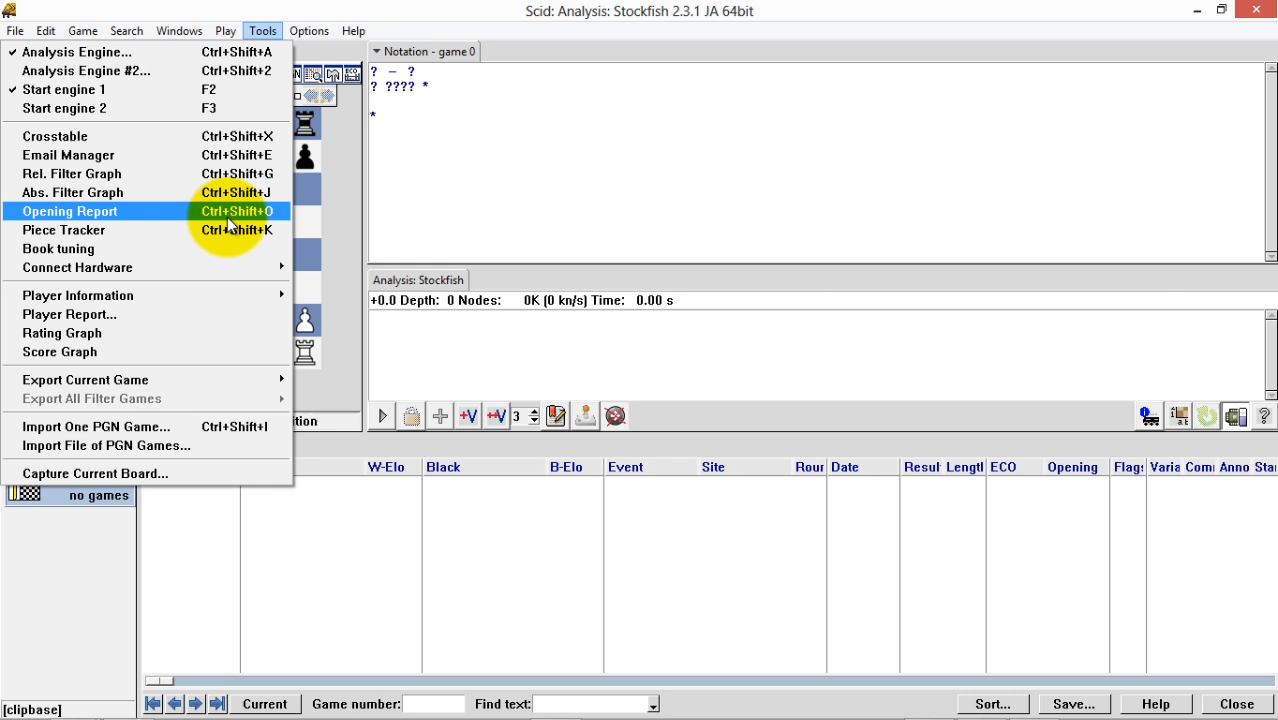 Scid: Analysis: Stockfish 2.3.1 JA 64bit
File Edit Game Search Windows Play Tools Options Help
Analysis Engine... Ctrl+Shift+A
Analysis Engine #2... Ctrl+Shift+2
Start engine 1 F2
Start engine 2 F3
Crosstable Ctrl+Shift+X
Email Manager Ctrl+Shift+E
Rel. Filter Graph Ctrl+Shift+G
Abs. Filter Graph Ctrl+Shift+J
Opening Report Ctrl+Shift+O
Piece Tracker Ctrl+Shift+K
Book tuning
Connect Hardware
Player Information
Player Report...
Rating Graph
Score Graph
Export Current Game
Export All Filter Games
Import One PGN Game... Ctrl+Shift+I
Import File of PGN Games...
Capture Current Board...
no games
[clipbase]
Notation - game 0
? – ?
? ???? *
*
Analysis: Stockfish
+0.0 Depth: 0 Nodes: 0K (0 kn/s) Time: 0.00 s
3
W-Elo Black B-Elo Event Site Roun Date Resul Lengtl ECO Opening Flag: Varia Com Anno Sta
Current Game number: Find text: Sort... Save... Help Close